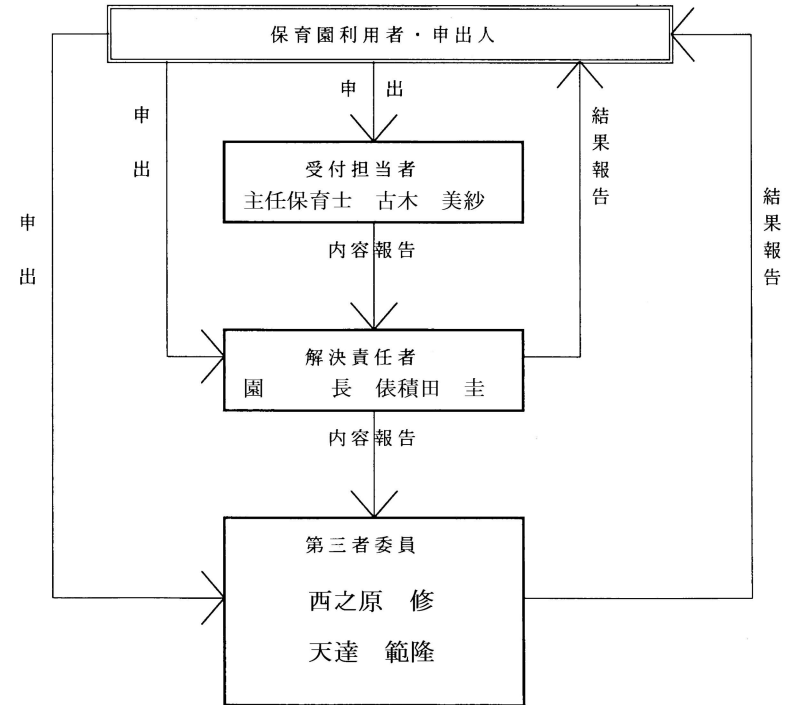 保育園利用者・申出人
申　出
受付担当者
主任保育士　古木　美紗
内容報告
解決責任者
園　　　長　俵積田　圭
内容報告
第三者委員
西之原　修
天達　範隆
申　出
申　出
結果報告
結果報告